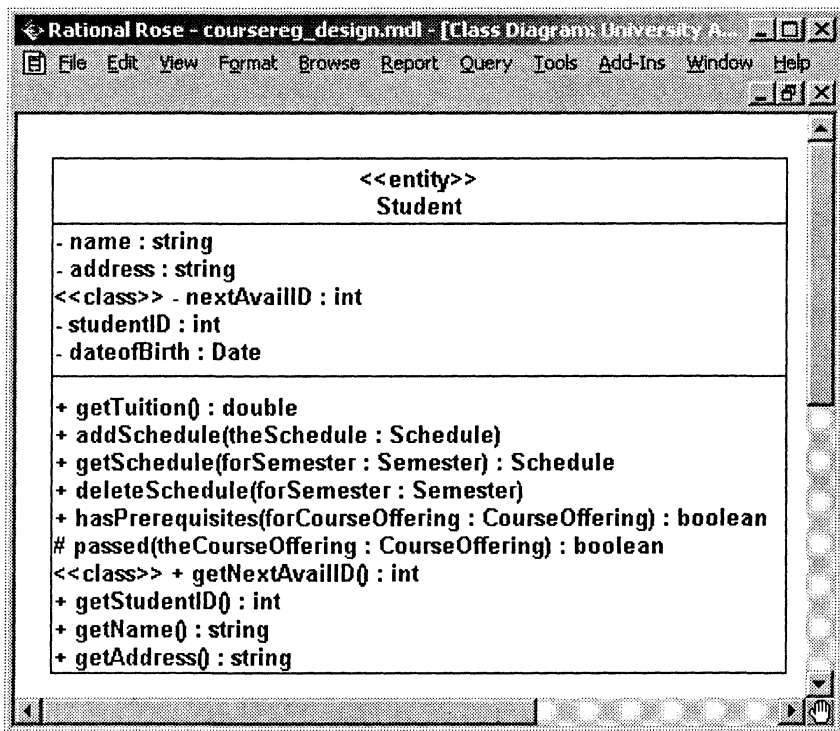 Rational Rose - coursereg_design.mdl - [Class Diagram: University A...
File Edit View Format Browse Report Query Tools Add-Ins Window Help
<<entity>>
Student
- name : string
- address : string
<<class>> - nextAvailID : int
- studentID : int
- dateofBirth : Date
+ getTuition() : double
+ addSchedule(theSchedule : Schedule)
+ getSchedule(forSemester : Semester) : Schedule
+ deleteSchedule(forSemester : Semester)
+ hasPrerequisites(forCourseOffering : CourseOffering) : boolean
# passed(theCourseOffering : CourseOffering) : boolean
<<class>> + getNextAvailID() : int
+ getStudentID() : int
+ getName() : string
+ getAddress() : string